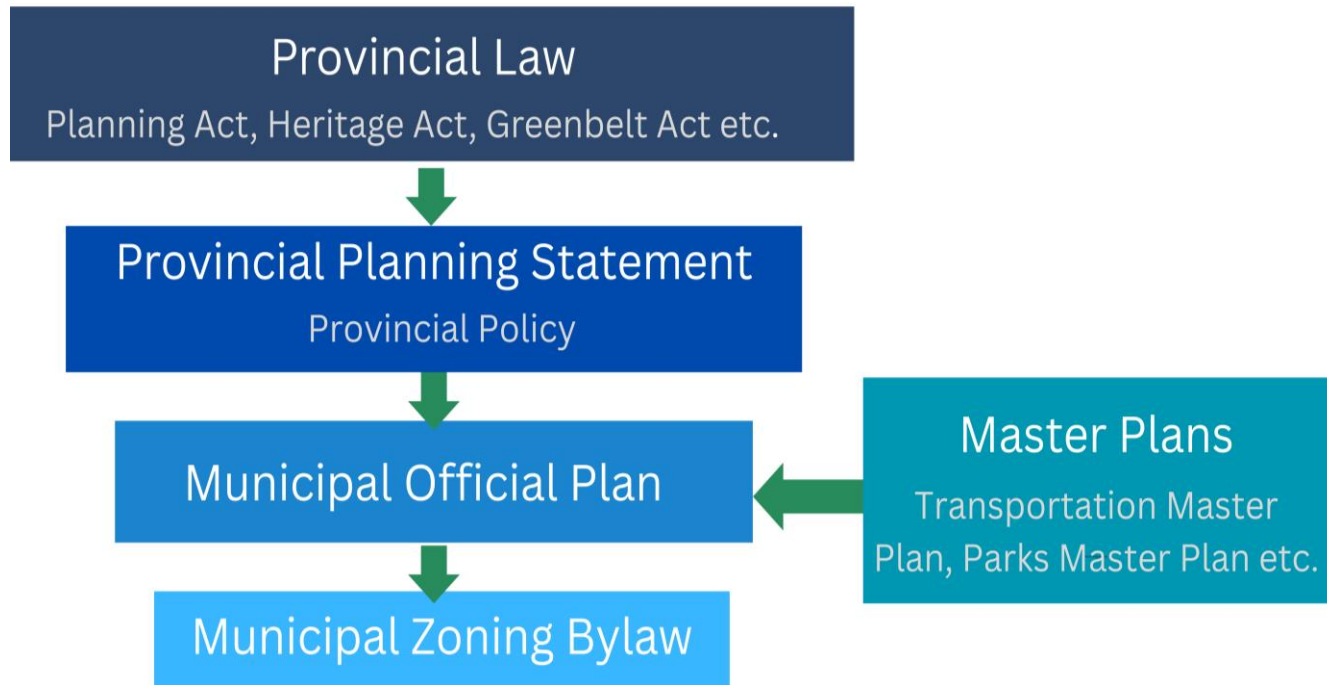 Provincial Law
Planning Act, Heritage Act, Greenbelt Act etc.
Provincial Planning Statement
Provincial Policy
Municipal Official Plan
Master Plans
Transportation Master
Plan, Parks Master Plan etc.
Municipal Zoning Bylaw